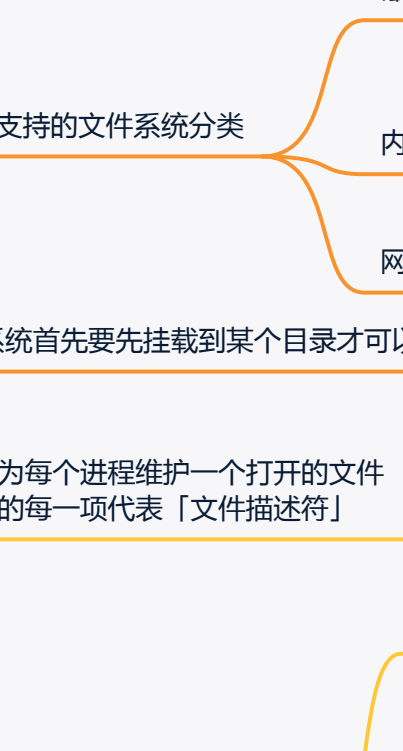 支持的文件系统分类
内
网
系统首先要先挂载到某个目录才可以
为每个进程维护一个打开的文件
的每一项代表「文件描述符」